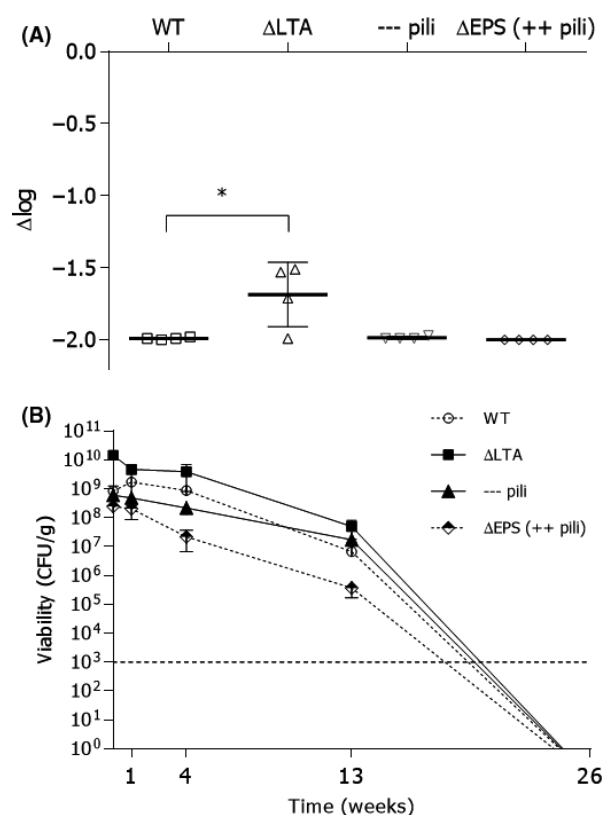 (A)
WT ΔLTA --- pili ΔEPS (++ pili)
0.0
−0.5
−1.0
−1.5
−2.0
Δlog
*
(B)
10¹¹
10¹⁰
10⁹
10⁸
10⁷
10⁶
10⁵
10⁴
10³
10²
10¹
10⁰
Viability (CFU/g)
WT
ΔLTA
--- pili
ΔEPS (++ pili)
1 4 13 26
Time (weeks)